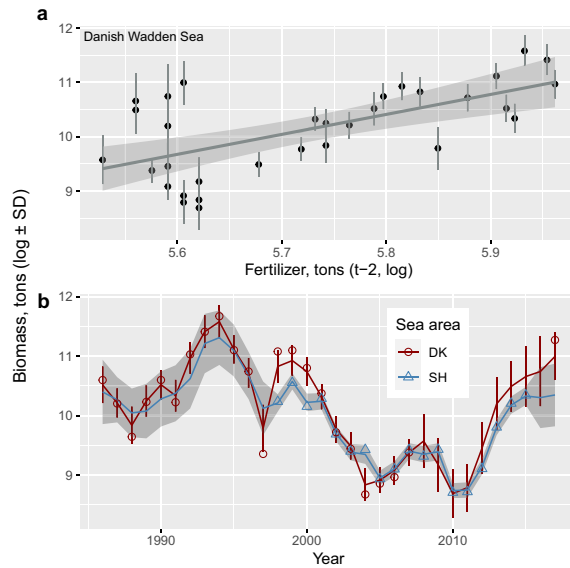 a
Danish Wadden Sea
12
11
10
9
5.6
5.7
5.8
5.9
Fertilizer, tons (t−2, log)
Biomass, tons (log ± SD)
b
12
11
10
9
Sea area
DK
SH
1990
2000
2010
Year